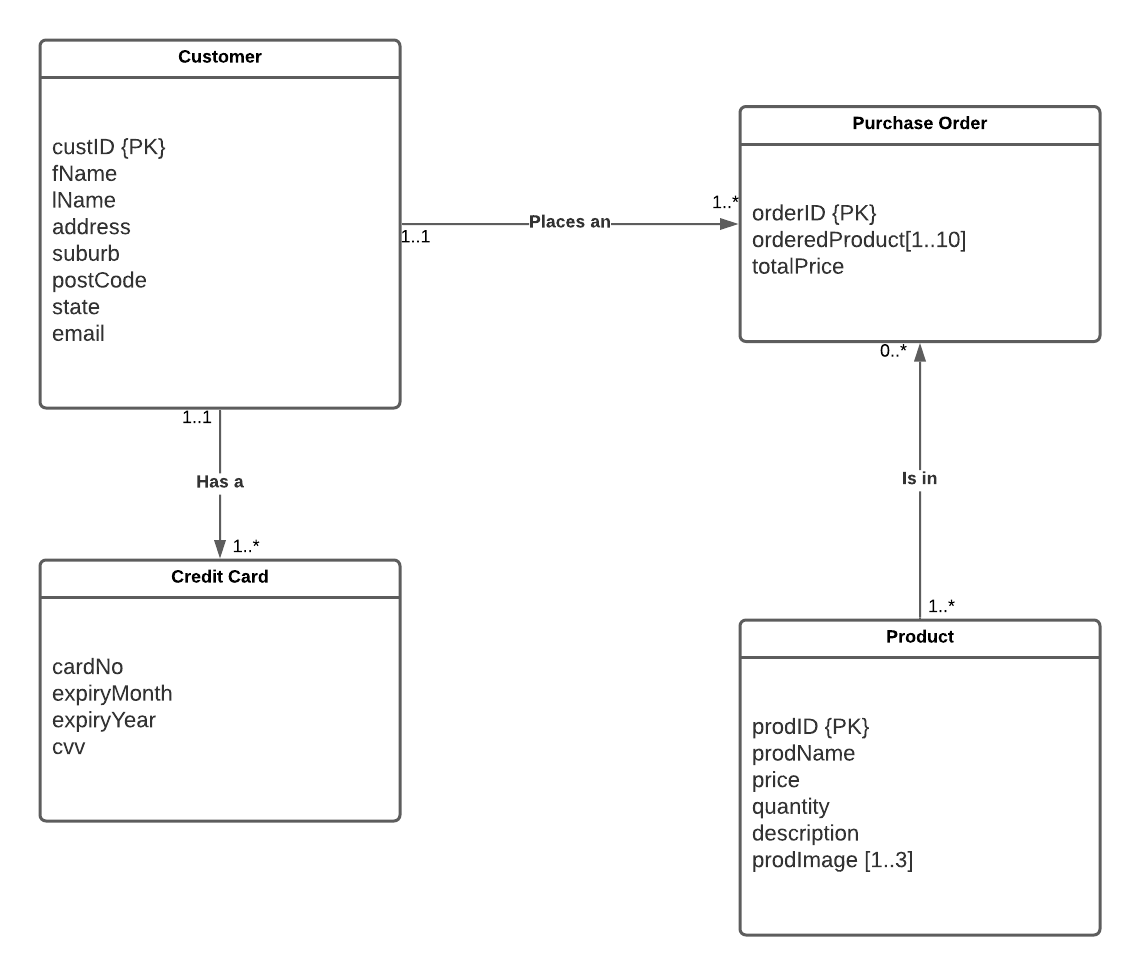 Customer
custID {PK}
fName
lName
address
suburb
postCode
state
email
1..1
Places an
1..*
Purchase Order
orderID {PK}
orderedProduct[1..10]
totalPrice
1..1
Has a
1..*
Credit Card
cardNo
expiryMonth
expiryYear
cvv
0..*
Is in
1..*
Product
prodID {PK}
prodName
price
quantity
description
prodImage [1..3]